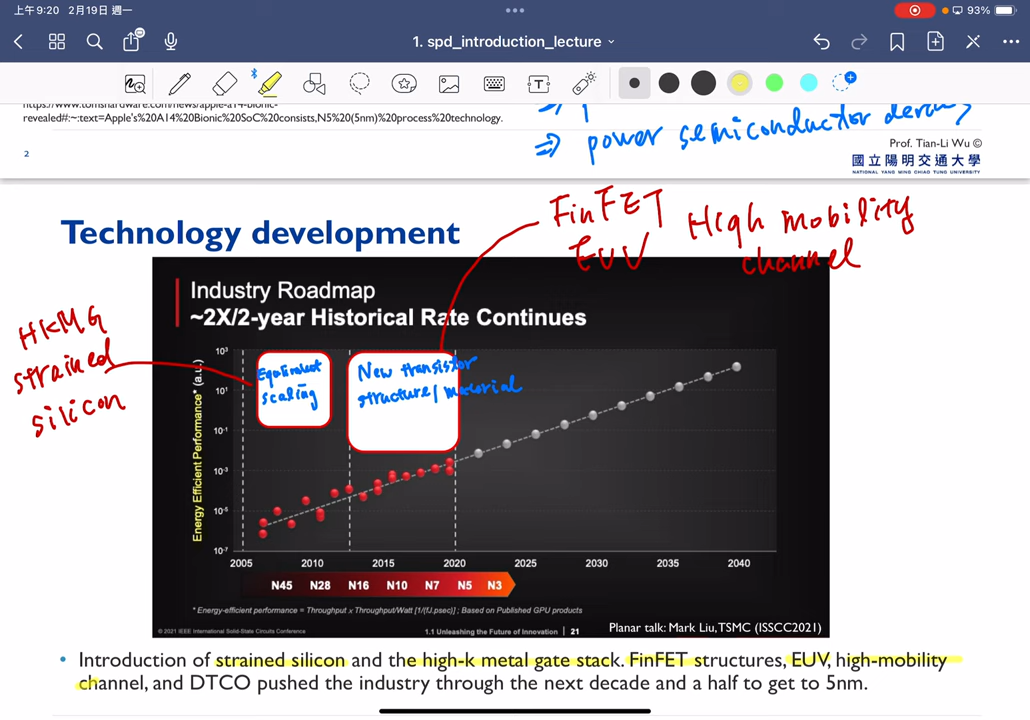 上午9:20 2月19日 週一
93%
1. spd_introduction_lecture
https://www.tomshardware.com/news/apple-a14-bionic-
revealed#:~:text=Apple's%20A14%20Bionic%20SoC%20consists,N5%20(5nm)%20process%20technology.
⇒ power semiconductor
2
Prof. Tian-Li Wu ©
國立陽明交通大學
NATIONAL YANG MING CHIAO TUNG UNIVERSITY
Technology development
FinFET
EUV
High mobility
channel
HKMG
strained
silicon
Industry Roadmap
~2X/2-year Historical Rate Continues
Equivalent
scaling
New transistor
structure/material
Energy Efficient Performance* (a.u.)
10³
10¹
10⁻¹
10⁻³
10⁻⁵
10⁻⁷
2005 2010 2015 2020 2025 2030 2035 2040
N45 N28 N16 N10 N7 N5 N3
* Energy-efficient performance = Throughput x Throughput/Watt [1/(fJ.psec)] ; Based on Published GPU products
© 2021 IEEE International Solid-State Circuits Conference
1.1 Unleashing the Future of Innovation | 21
Planar talk: Mark Liu,TSMC (ISSCC2021)
• Introduction of strained silicon and the high-k metal gate stack. FinFET structures, EUV, high-mobility
channel, and DTCO pushed the industry through the next decade and a half to get to 5nm.